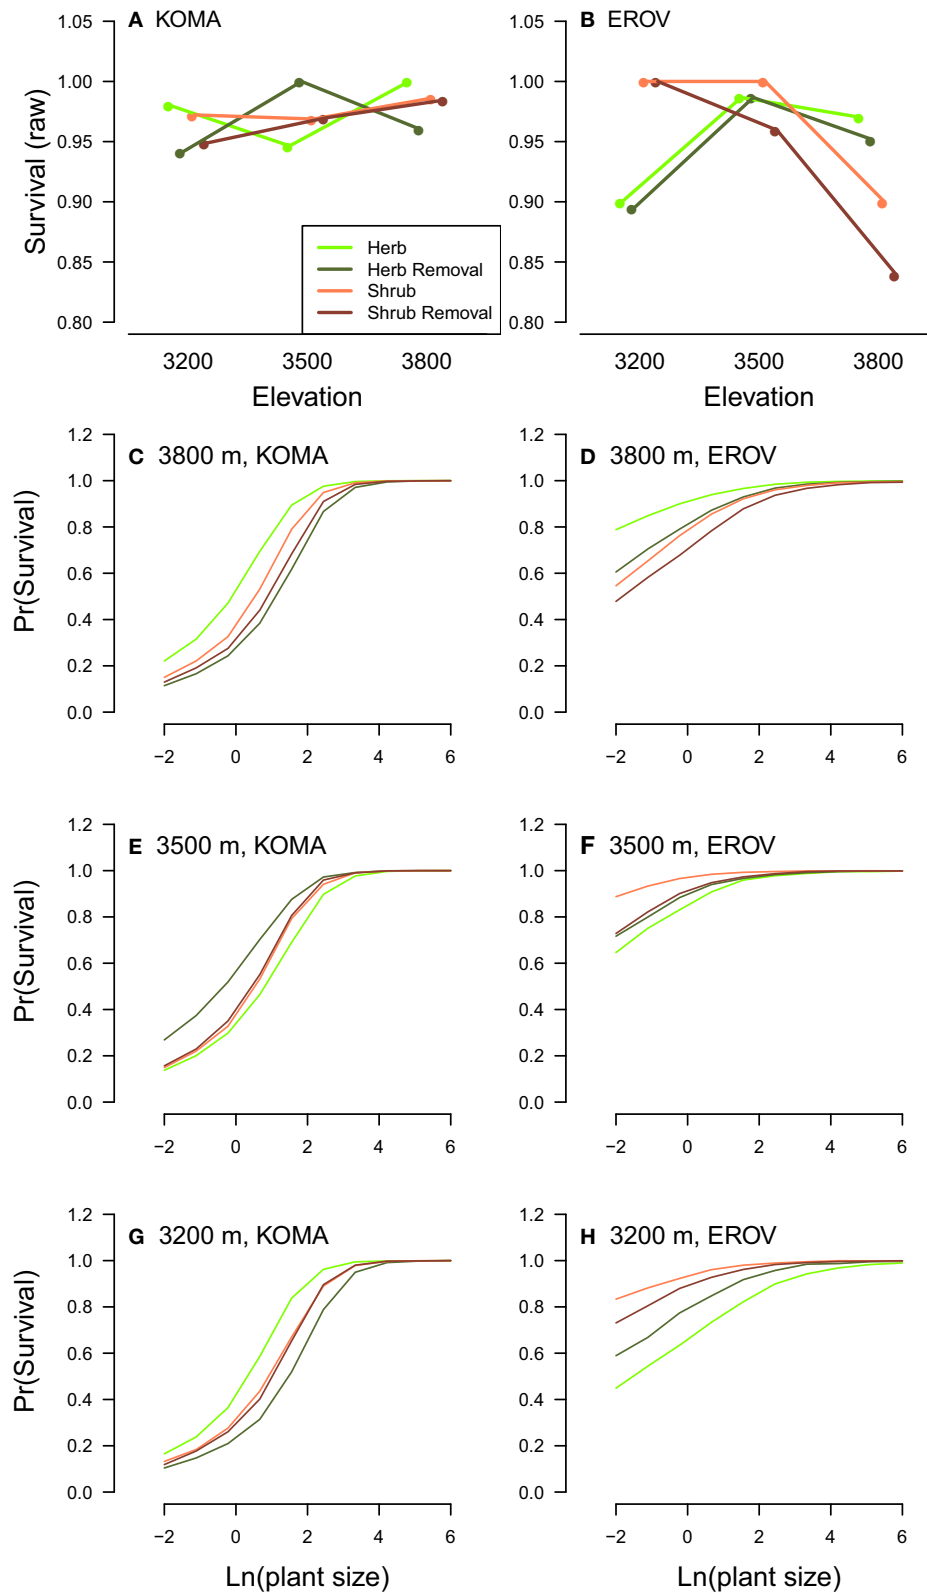 A KOMA
B EROV
Survival (raw)
1.05
1.00
0.95
0.90
0.85
0.80
Herb
Herb Removal
Shrub
Shrub Removal
3200 3500 3800
Elevation
1.05
1.00
0.95
0.90
0.85
0.80
3200 3500 3800
Elevation
C 3800 m, KOMA
Pr(Survival)
1.2
1.0
0.8
0.6
0.4
0.2
0.0
−2 0 2 4 6
D 3800 m, EROV
1.2
1.0
0.8
0.6
0.4
0.2
0.0
−2 0 2 4 6
E 3500 m, KOMA
Pr(Survival)
1.2
1.0
0.8
0.6
0.4
0.2
0.0
−2 0 2 4 6
F 3500 m, EROV
1.2
1.0
0.8
0.6
0.4
0.2
0.0
−2 0 2 4 6
G 3200 m, KOMA
Pr(Survival)
1.2
1.0
0.8
0.6
0.4
0.2
0.0
−2 0 2 4 6
Ln(plant size)
H 3200 m, EROV
1.2
1.0
0.8
0.6
0.4
0.2
0.0
−2 0 2 4 6
Ln(plant size)